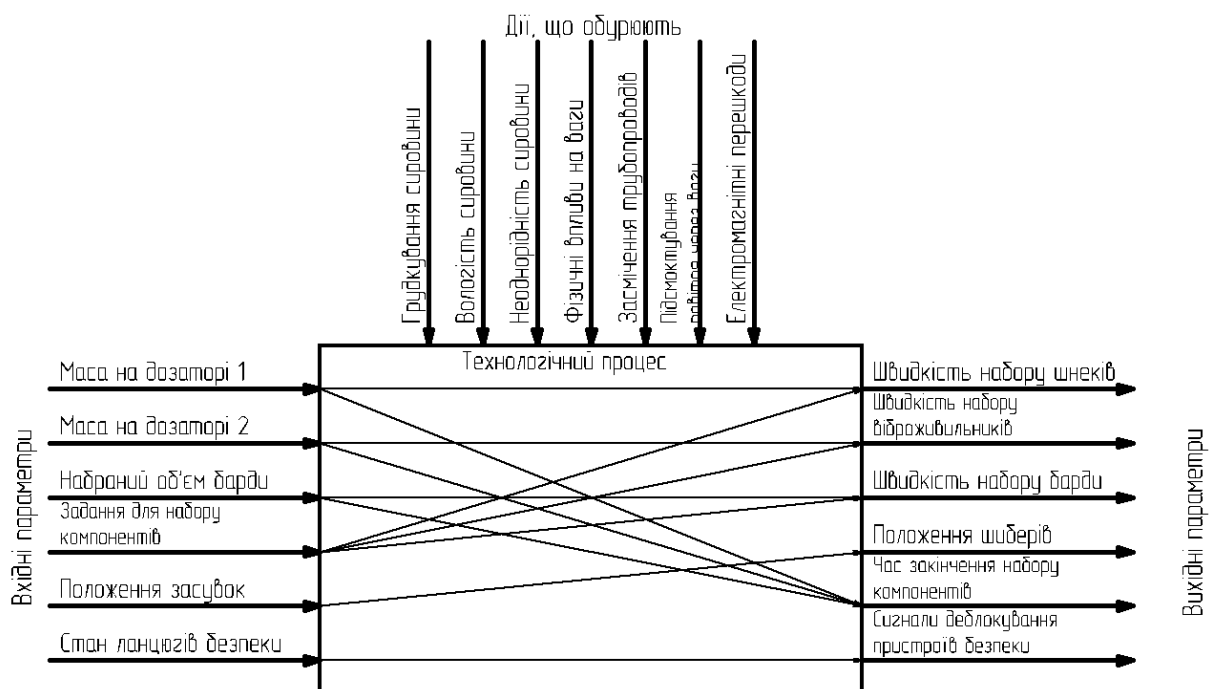 Дії, що обурюють
Грудкування сировини
Вологість сировини
Неоднорідність сировини
Фізичні впливи на ваги
Засмічення трубопроводів
Підсмоктування
повітря через ваги
Електромагнітні перешкоди
Технологічний процес
Вхідні параметри
Маса на дозаторі 1
Маса на дозаторі 2
Набраний об'єм барди
Задання для набору
компонентів
Положення засувок
Стан ланцюгів безпеки
Швидкість набору шнеків
Швидкість набору
віброживильників
Швидкість набору барди
Положення шиберів
Час закінчення набору
компонентів
Сигнали деблокування
пристроїв безпеки
Вихідні параметри